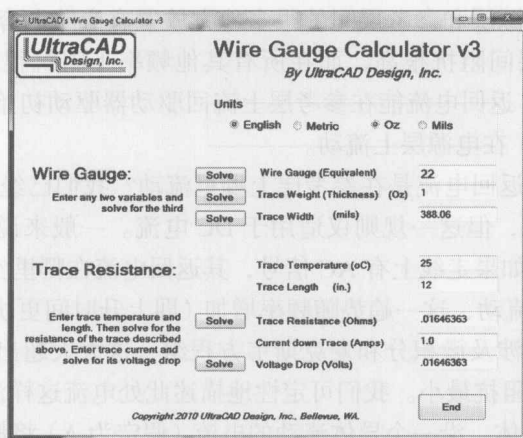 UltraCAD's Wire Gauge Calculator v3
UltraCAD
Design, Inc.
Wire Gauge Calculator v3
By UltraCAD Design, Inc.
Units
English Metric Oz Mils
Wire Gauge:
Enter any two variables and
solve for the third
Solve Wire Gauge (Equivalent) 22
Solve Trace Weight (Thickness) (Oz) 1
Solve Trace Width (mils) 388.06
Trace Resistance:
Temperature (oC) 25
Trace Length (in.) 12
Enter trace temperature and
length. Then solve for the
resistance of the trace described
above. Enter trace current and
solve for its voltage drop
Solve Trace Resistance (Ohms) .01646363
Current down Trace (Amps) 1.0
Solve Voltage Drop (Volts) .01646363
End
Copyright 2010 UltraCAD Design, Inc., Bellevue, WA.